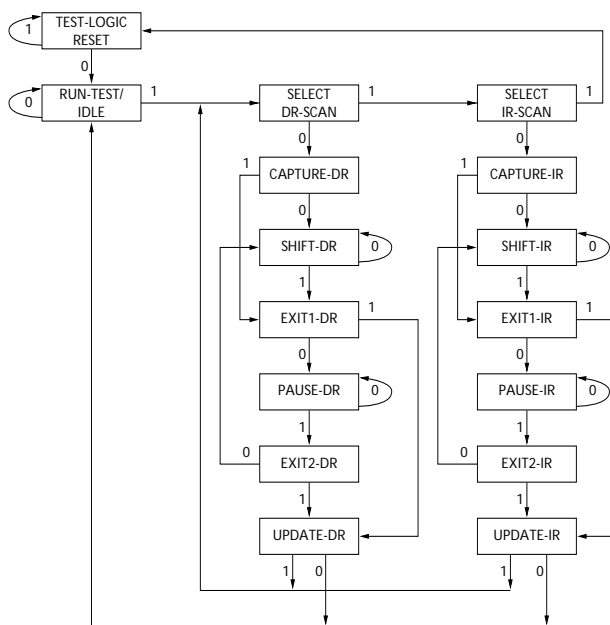 1
TEST-LOGIC
RESET
0
0
RUN-TEST/
IDLE
1
SELECT
DR-SCAN
1
SELECT
IR-SCAN
1
0
0
1
CAPTURE-DR
1
CAPTURE-IR
0
0
SHIFT-DR
0
SHIFT-IR
0
1
1
EXIT1-DR
1
EXIT1-IR
1
0
0
PAUSE-DR
0
PAUSE-IR
0
1
1
0
EXIT2-DR
0
EXIT2-IR
1
1
UPDATE-DR
UPDATE-IR
1
0
1
0